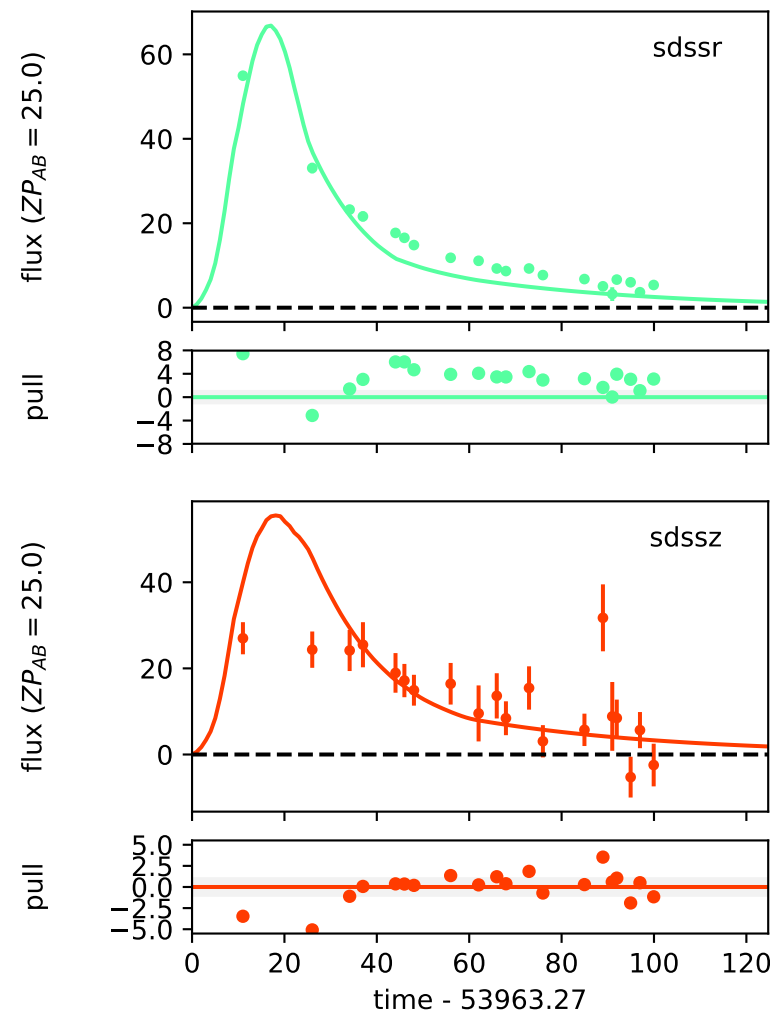 sdssr
flux (ZP_AB = 25.0)
60
40
20
0
pull
8
4
0
−4
−8
sdssz
flux (ZP_AB = 25.0)
40
20
0
pull
5.0
2.5
0.0
−2.5
−5.0
0 20 40 60 80 100 120
time - 53963.27